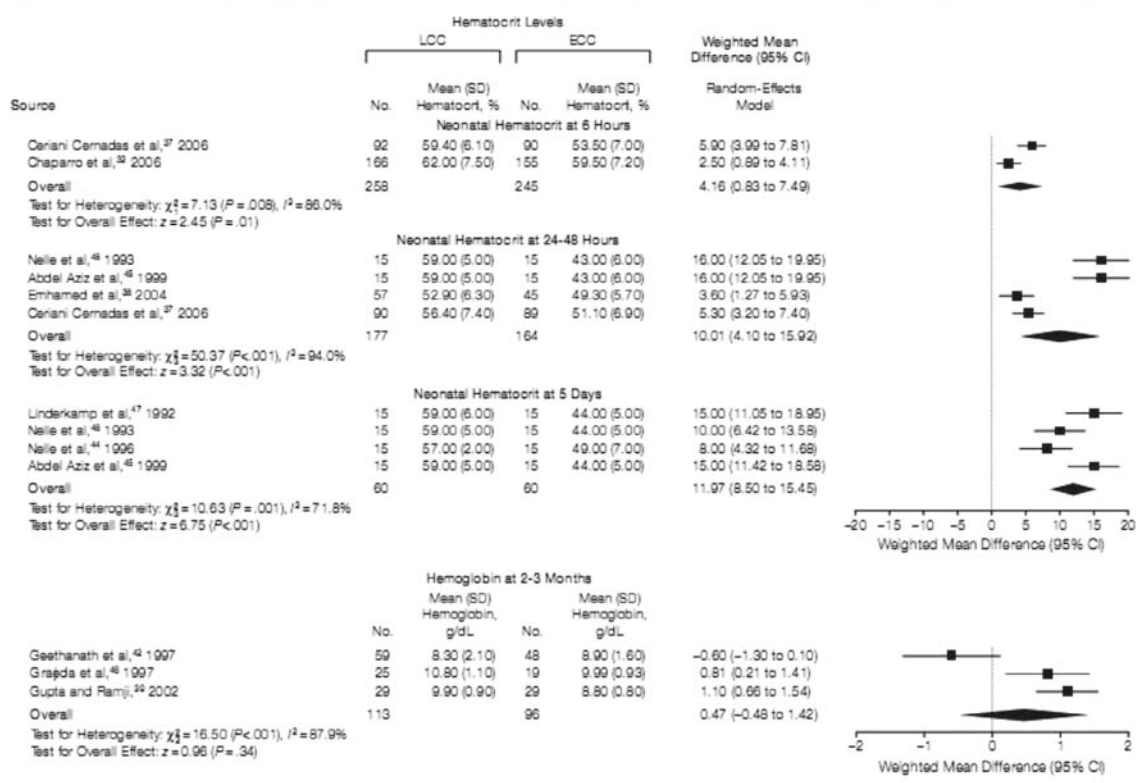 Hematocrit Levels
LCC ECC Weighted Mean Difference (95% CI)
Source No. Mean (SD) Hematocrit, % No. Mean (SD) Hematocrit, % Random-Effects Model
Neonatal Hematocrit at 6 Hours
Ceriani Cernadas et al,37 2006 92 59.40 (6.10) 90 53.50 (7.00) 5.90 (3.99 to 7.81)
Chaparro et al,32 2006 166 62.00 (7.50) 155 59.50 (7.20) 2.50 (0.89 to 4.11)
Overall 258 245 4.16 (0.83 to 7.49)
Test for Heterogeneity: χ²₁=7.13 (P=.008), I²=86.0%
Test for Overall Effect: z=2.45 (P=.01)
Neonatal Hematocrit at 24-48 Hours
Nelle et al, 1993 15 59.00 (5.00) 15 43.00 (6.00) 16.00 (12.05 to 19.95)
Abdel Aziz et al, 1999 15 59.00 (5.00) 15 43.00 (6.00) 16.00 (12.05 to 19.95)
Emhamed et al, 2004 57 52.90 (6.30) 45 49.30 (5.70) 3.60 (1.27 to 5.93)
Ceriani Cernadas et al,37 2006 90 56.40 (7.40) 89 51.10 (6.90) 5.30 (3.20 to 7.40)
Overall 177 164 10.01 (4.10 to 15.92)
Test for Heterogeneity: χ²₃=50.37 (P<.001), I²=94.0%
Test for Overall Effect: z=3.32 (P<.001)
Neonatal Hematocrit at 5 Days
Linderkamp et al,47 1992 15 59.00 (6.00) 15 44.00 (5.00) 15.00 (11.05 to 18.95)
Nelle et al, 1993 15 59.00 (5.00) 15 44.00 (5.00) 10.00 (6.42 to 13.58)
Nelle et al,44 1996 15 57.00 (2.00) 15 49.00 (7.00) 8.00 (4.32 to 11.68)
Abdel Aziz et al, 1999 15 59.00 (5.00) 15 44.00 (5.00) 15.00 (11.42 to 18.58)
Overall 60 60 11.97 (8.50 to 15.45)
Test for Heterogeneity: χ²₃=10.63 (P=.001), I²=71.8%
Test for Overall Effect: z=6.75 (P<.001)
−20 −15 −10 −5 0 5 10 15 20
Weighted Mean Difference (95% CI)
Hemoglobin at 2-3 Months
No. Mean (SD) Hemoglobin, g/dL No. Mean (SD) Hemoglobin, g/dL
Geethanath et al,42 1997 59 8.30 (2.10) 48 8.90 (1.60) −0.60 (−1.30 to 0.10)
Grajeda et al, 1997 25 10.80 (1.10) 19 9.99 (0.93) 0.81 (0.21 to 1.41)
Gupta and Ramji,39 2002 29 9.90 (0.90) 29 8.80 (0.80) 1.10 (0.66 to 1.54)
Overall 113 96 0.47 (−0.48 to 1.42)
Test for Heterogeneity: χ²₂=16.50 (P<.001), I²=87.9%
Test for Overall Effect: z=0.96 (P=.34)
−2 −1 0 1 2
Weighted Mean Difference (95% CI)